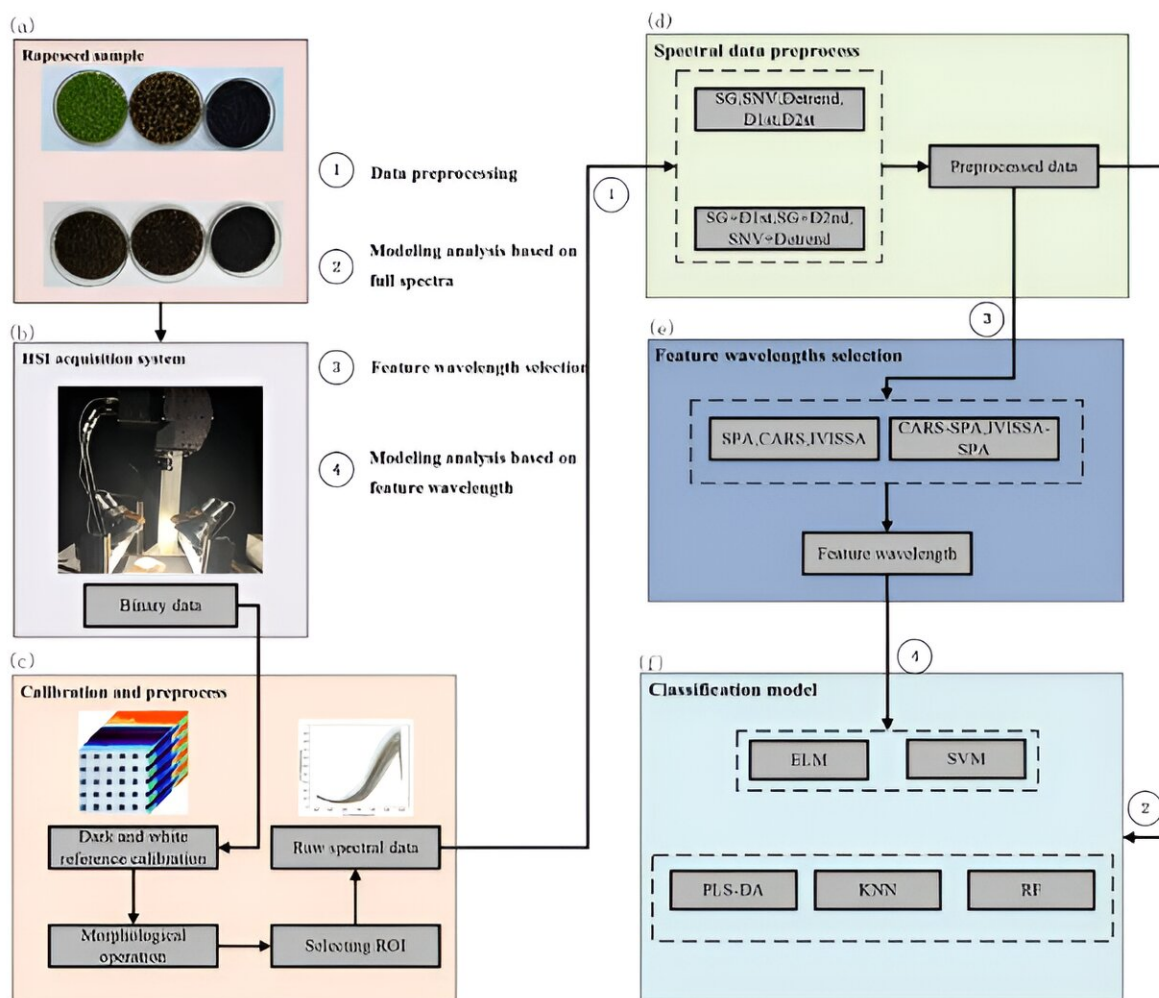 (a)
Rapeseed sample
1
Data preprocessing
2
Modeling analysis based on
full spectra
3
Feature wavelength selection
4
Modeling analysis based on
feature wavelength
(b)
HSI acquisition system
Binary data
(c)
Calibration and preprocess
Dark and white
reference calibration
Raw spectral data
Morphological
operation
Selecting ROI
1
(d)
Spectral data preprocess
SG,SNV,Detrend,
D1st,D2st
Preprocessed data
SG+D1st,SG+D2nd,
SNV+Detrend
3
(e)
Feature wavelengths selection
SPA,CARS,IVISSA
CARS-SPA,IVISSA-
SPA
Feature wavelength
4
(f)
Classification model
ELM
SVM
2
PLS-DA
KNN
RF